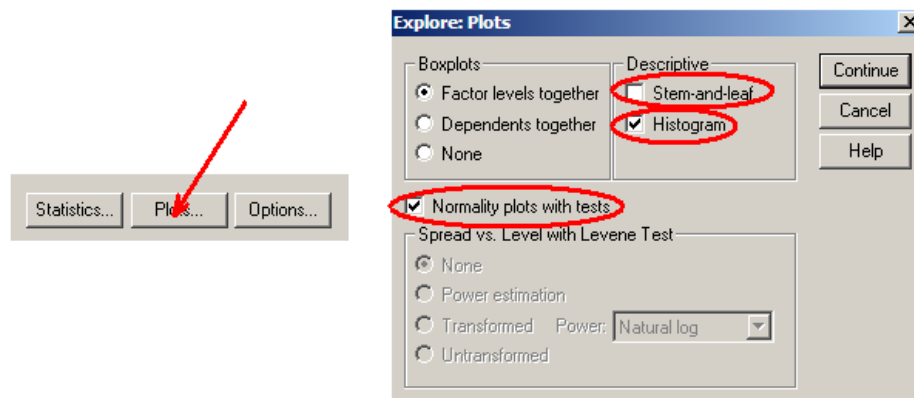 Statistics...
Plots...
Options...
Explore: Plots
Boxplots
Factor levels together
Dependents together
None
Descriptive
Stem-and-leaf
Histogram
Continue
Cancel
Help
Normality plots with tests
Spread vs. Level with Levene Test
None
Power estimation
Transformed Power: Natural log
Untransformed